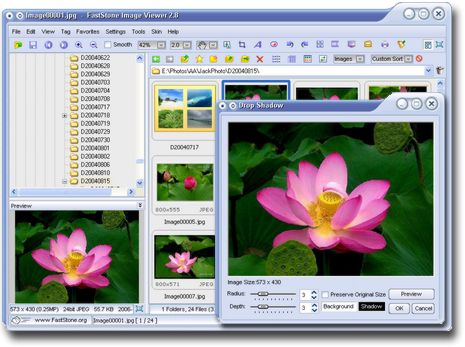 Image00001.jpg - FastStone Image Viewer 2.8
File Edit View Tag Favorites Settings Tools Skin Help
Smooth 42% 2.0
Images Custom Sort
E:\Photos\AA\JackPhoto\D20040815\
D20040622
D20040628
D20040629
D20040703
D20040704
D20040708
D20040717
D20040718
D20040719
D20040729
D20040730
D20040801
D20040802
D20040806
D20040810
D20040815
D20040717
800x555 JPEG
Image00005.jpg
800x571 JPEG
Image00007.jpg
Preview
573 x 430 (0.25MP) 24bit JPEG 55.7 KB 2006-
1 Folders, 24 Files (3.
www.FastStone.org Image00001.jpg [ 1 / 24 ]
Drop Shadow
Image Size:573 x 430
Radius: 3 Preserve Original Size Preview
Depth: 3 Background Shadow OK Cancel